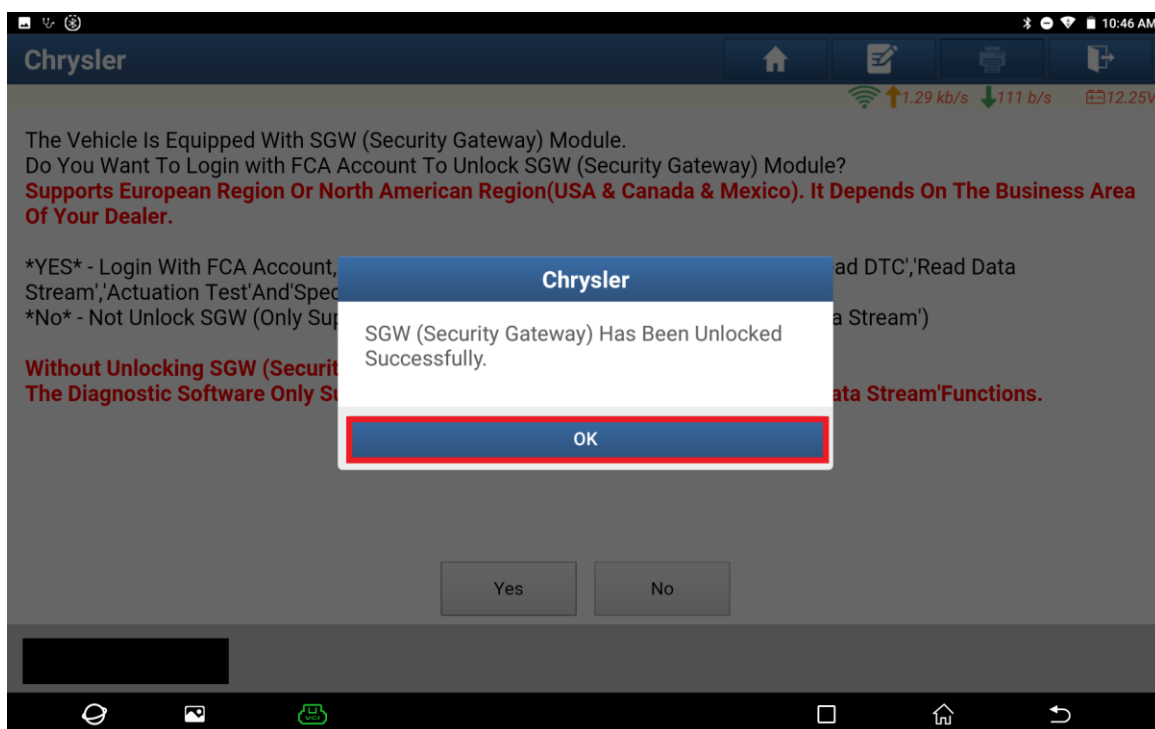 10:46 AM
Chrysler
1.29 kb/s 111 b/s 12.25V
The Vehicle Is Equipped With SGW (Security Gateway) Module.
Do You Want To Login with FCA Account To Unlock SGW (Security Gateway) Module?
Supports European Region Or North American Region(USA & Canada & Mexico). It Depends On The Business Area
Of Your Dealer.
*YES* - Login With FCA Account, ad DTC','Read Data
Stream','Actuation Test'And'Spec
*No* - Not Unlock SGW (Only Sup a Stream')
Without Unlocking SGW (Securit
The Diagnostic Software Only Su ata Stream'Functions.
Chrysler
SGW (Security Gateway) Has Been Unlocked
Successfully.
OK
Yes No
VCI